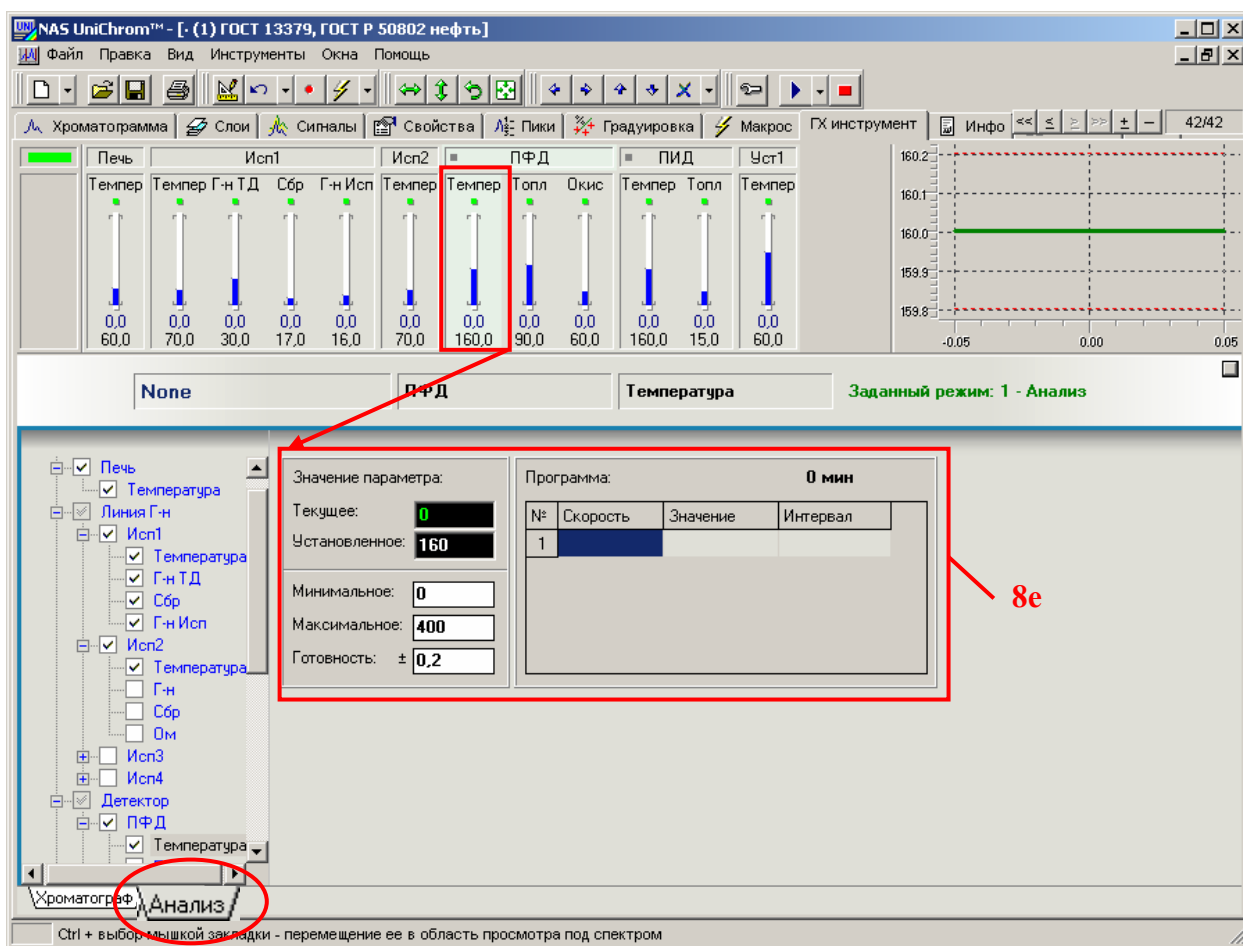 NAS UniChrom™ - [· (1) ГОСТ 13379, ГОСТ Р 50802 нефть]
Файл Правка Вид Инструменты Окна Помощь
Хроматограмма Слои Сигналы Свойства Пики Градуировка Макрос ГХ инструмент Инфо << ≤ ≥ >> ± – 42/42
Печь Исп1 Исп2 ПФД ПИД Уст1
Темпер Темпер Г-н ТД Сбр Г-н Исп Темпер Темпер Топл Окис Темпер Топл Темпер
0,0 0,0 0,0 0,0 0,0 0,0 0,0 0,0 0,0 0,0 0,0 0,0
60,0 70,0 30,0 17,0 16,0 70,0 160,0 90,0 60,0 160,0 15,0 60,0
160.2
160.1
160.0
159.9
159.8
-0.05 0.00 0.05
None ПФД Температура Заданный режим: 1 - Анализ
Печь
Температура
Линия Г-н
Исп1
Температура
Г-н ТД
Сбр
Г-н Исп
Исп2
Температура
Г-н
Сбр
Ом
Исп3
Исп4
Детектор
ПФД
Температура
Значение параметра:
Текущее: 0
Установленное: 160
Минимальное: 0
Максимальное: 400
Готовность: ± 0,2
Программа: 0 мин
№ Скорость Значение Интервал
1
8е
Хроматограф Анализ
Ctrl + выбор мышкой закладки - перемещение ее в область просмотра под спектром